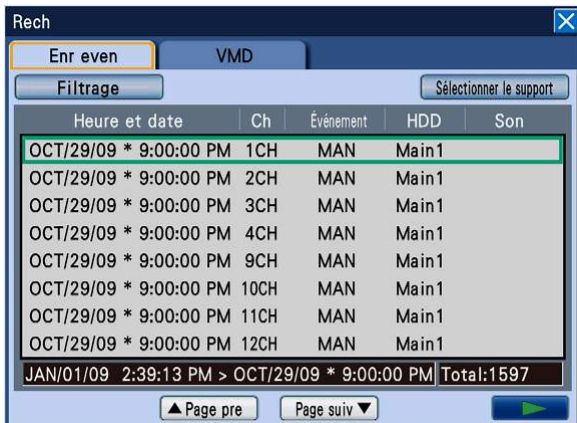 Rech
Enr even VMD
Filtrage Sélectionner le support
Heure et date Ch Événement HDD Son
OCT/29/09 * 9:00:00 PM 1CH MAN Main1
OCT/29/09 * 9:00:00 PM 2CH MAN Main1
OCT/29/09 * 9:00:00 PM 3CH MAN Main1
OCT/29/09 * 9:00:00 PM 4CH MAN Main1
OCT/29/09 * 9:00:00 PM 9CH MAN Main1
OCT/29/09 * 9:00:00 PM 10CH MAN Main1
OCT/29/09 * 9:00:00 PM 11CH MAN Main1
OCT/29/09 * 9:00:00 PM 12CH MAN Main1
JAN/01/09 2:39:13 PM > OCT/29/09 * 9:00:00 PM Total:1597
▲ Page pre Page suiv ▼